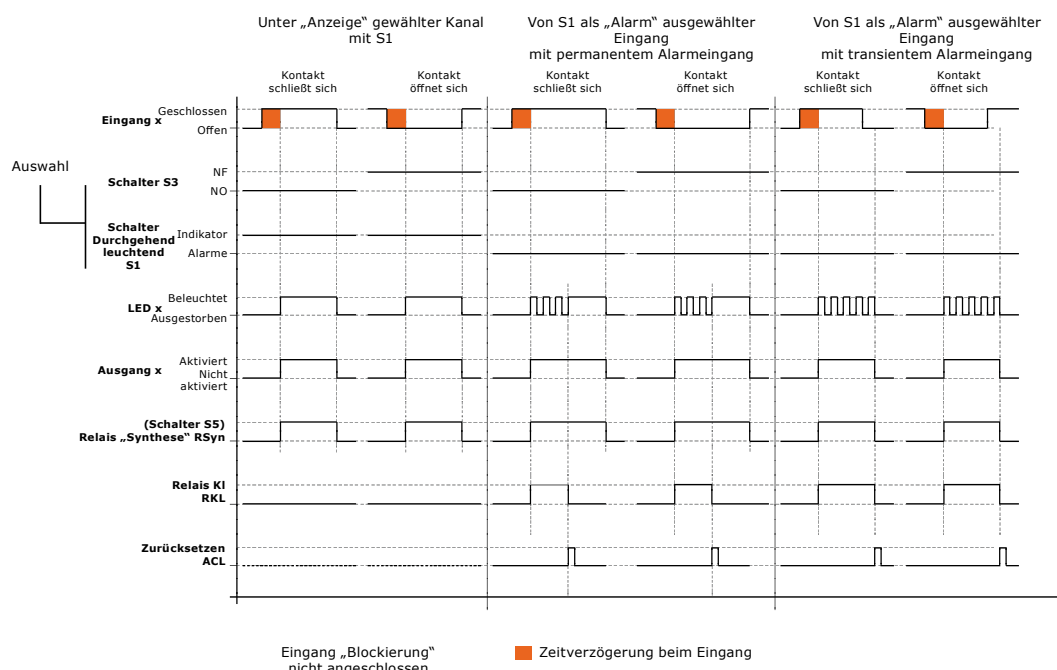 Unter „Anzeige“ gewählter Kanal
mit S1
Von S1 als „Alarm“ ausgewählter
Eingang
mit permanentem Alarmeingang
Von S1 als „Alarm“ ausgewählter
Eingang
mit transientem Alarmeingang
Kontakt
schließt sich
Kontakt
öffnet sich
Kontakt
schließt sich
Kontakt
öffnet sich
Kontakt
schließt sich
Kontakt
öffnet sich
Eingang x
Geschlossen
Offen
Auswahl
Schalter S3
NF
NO
Schalter
Durchgehend
leuchtend
S1
Indikator
Alarme
LED x
Beleuchtet
Ausgestorben
Ausgang x
Aktiviert
Nicht
aktiviert
(Schalter S5)
Relais „Synthese“ RSyn
Relais Kl
RKL
Zurücksetzen
ACL
Eingang „Blockierung“
nicht angeschlossen
Zeitverzögerung beim Eingang